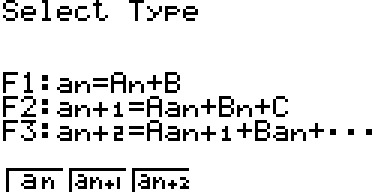 Select Type
F1:an=An+B
F2:an+1=Aan+Bn+C
F3:an+2=Aan+1+Ban+···
an an+1 an+2